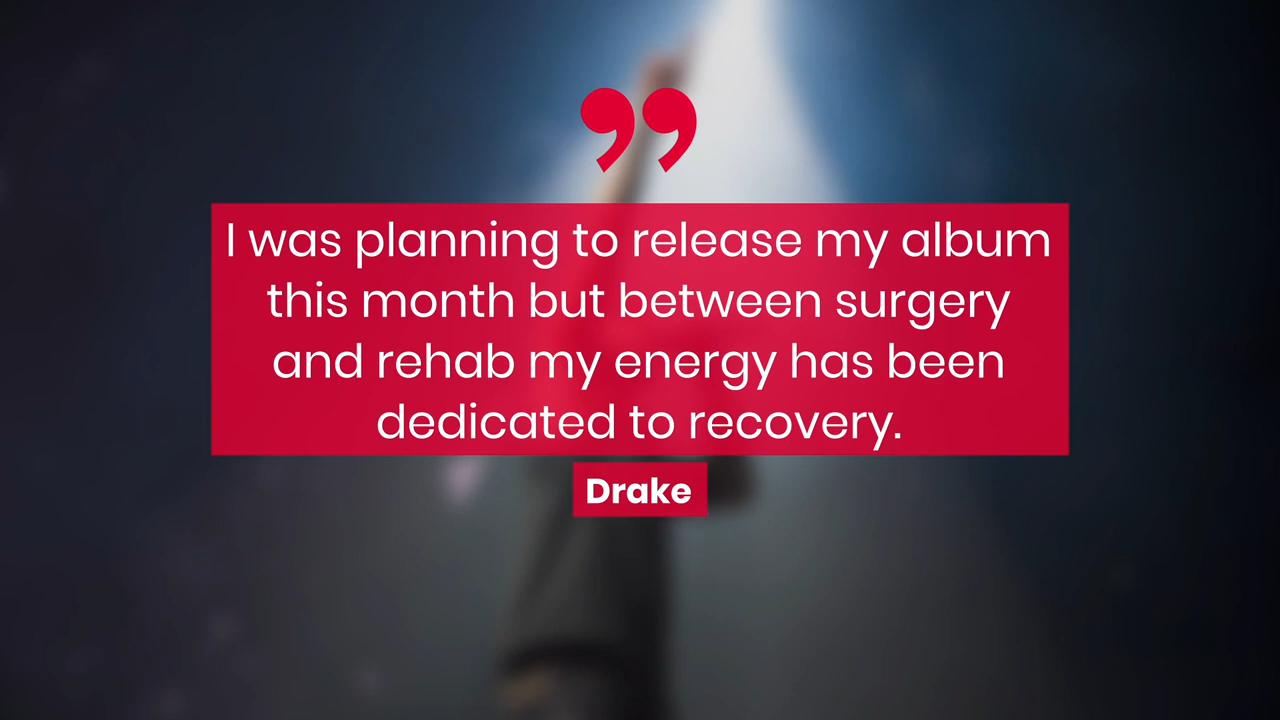 ”
I was planning to release my album
this month but between surgery
and rehab my energy has been
dedicated to recovery.
Drake